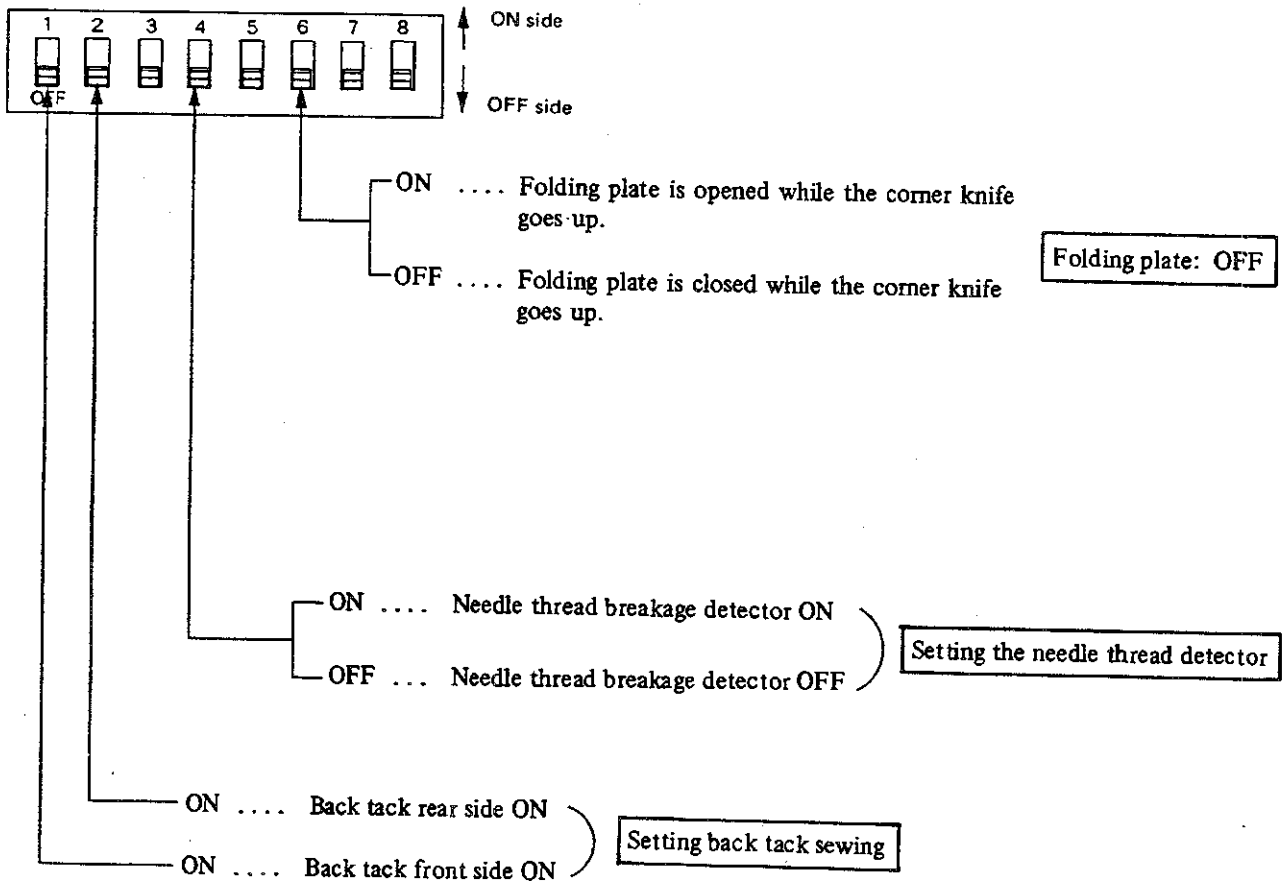 1 2 3 4 5 6 7 8
ON side
OFF
OFF side
ON .... Folding plate is opened while the corner knife
goes up.
OFF .... Folding plate is closed while the corner knife
goes up.
Folding plate: OFF
ON .... Needle thread breakage detector ON
OFF ... Needle thread breakage detector OFF
Setting the needle thread detector
ON .... Back tack rear side ON
ON .... Back tack front side ON
Setting back tack sewing